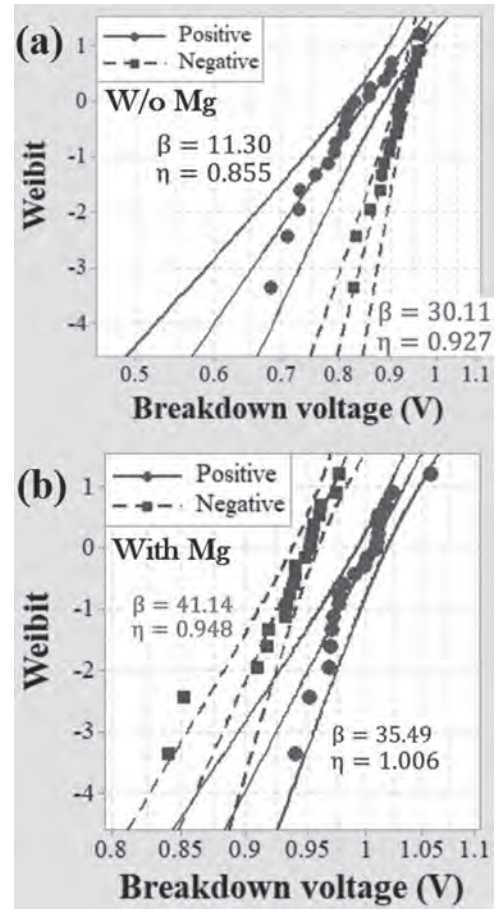 (a)
Positive
Negative
W/o Mg
β = 11.30
η = 0.855
β = 30.11
η = 0.927
Weibit
1
0
-1
-2
-3
-4
0.5 0.6 0.7 0.8 0.9 1 1.1
Breakdown voltage (V)
(b)
Positive
Negative
With Mg
β = 41.14
η = 0.948
β = 35.49
η = 1.006
Weibit
1
0
-1
-2
-3
-4
0.8 0.85 0.9 0.95 1 1.05 1.1
Breakdown voltage (V)